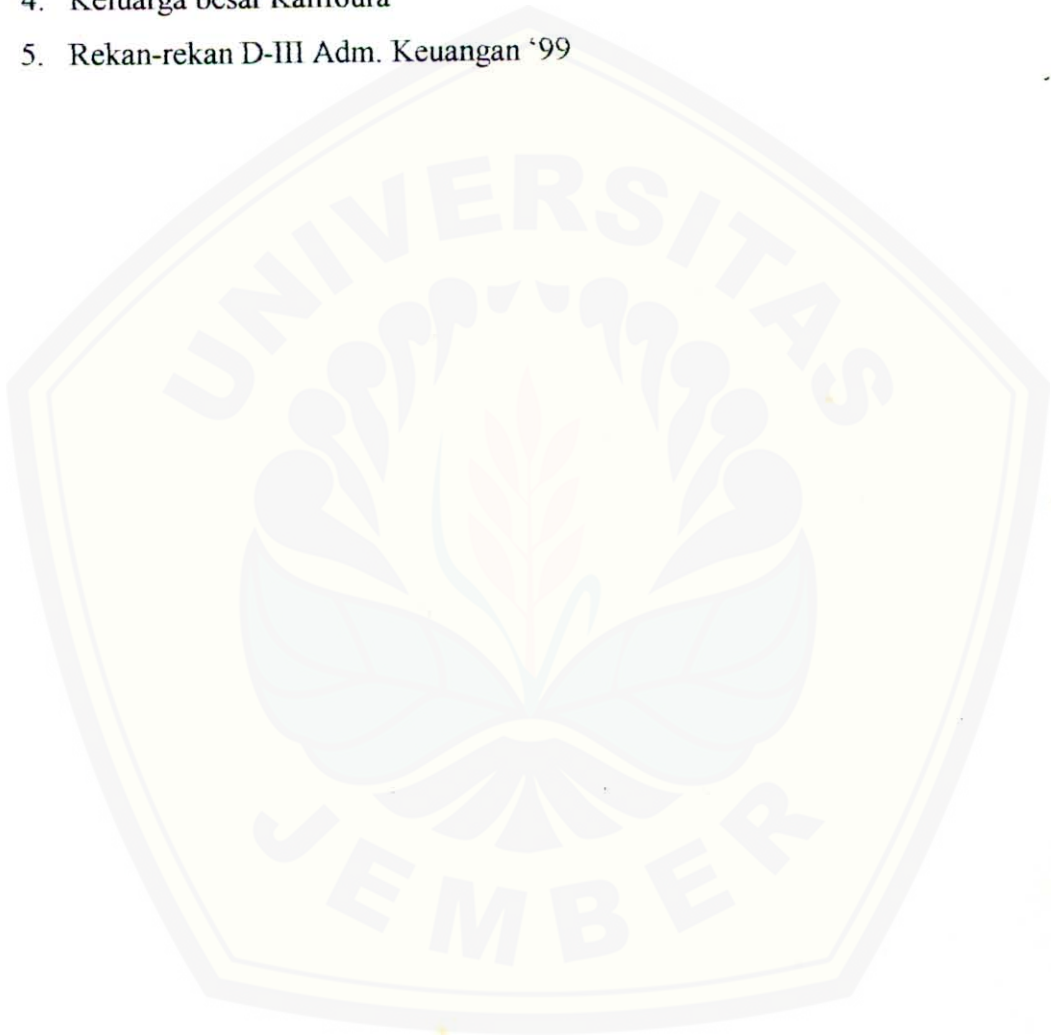 4. Keluarga besar
5. Rekan-rekan D-III Adm. Keuangan ‘99
UNIVERSITAS
JEMBER